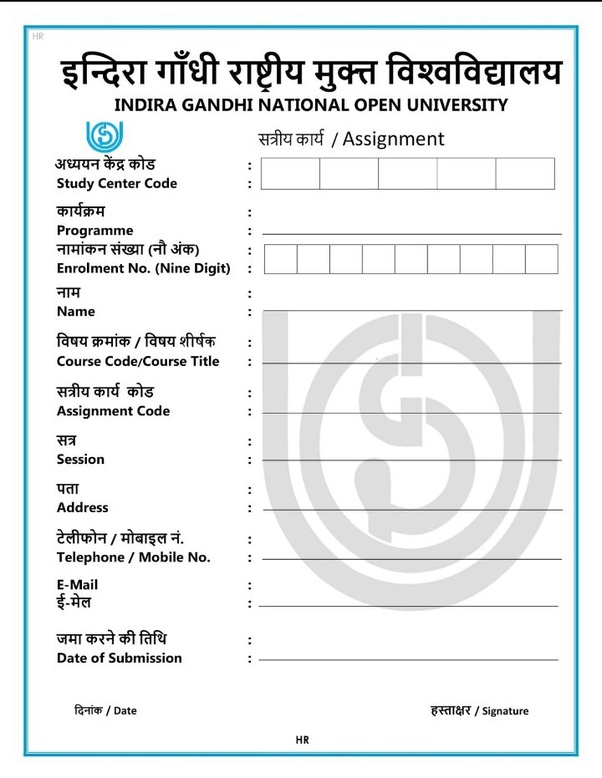 HR
इन्दिरा गाँधी राष्ट्रीय मुक्त विश्वविद्यालय
INDIRA GANDHI NATIONAL OPEN UNIVERSITY
सत्रीय कार्य / Assignment
अध्ययन केंद्र कोड :
Study Center Code :
कार्यक्रम :
Programme :
नामांकन संख्या (नौ अंक) :
Enrolment No. (Nine Digit) :
नाम :
Name :
विषय क्रमांक / विषय शीर्षक :
Course Code/Course Title :
सत्रीय कार्य कोड :
Assignment Code :
सत्र :
Session :
पता :
Address :
टेलीफोन / मोबाइल नं. :
Telephone / Mobile No. :
E-Mail :
ई-मेल :
जमा करने की तिथि :
Date of Submission :
दिनांक / Date हस्ताक्षर / Signature
HR